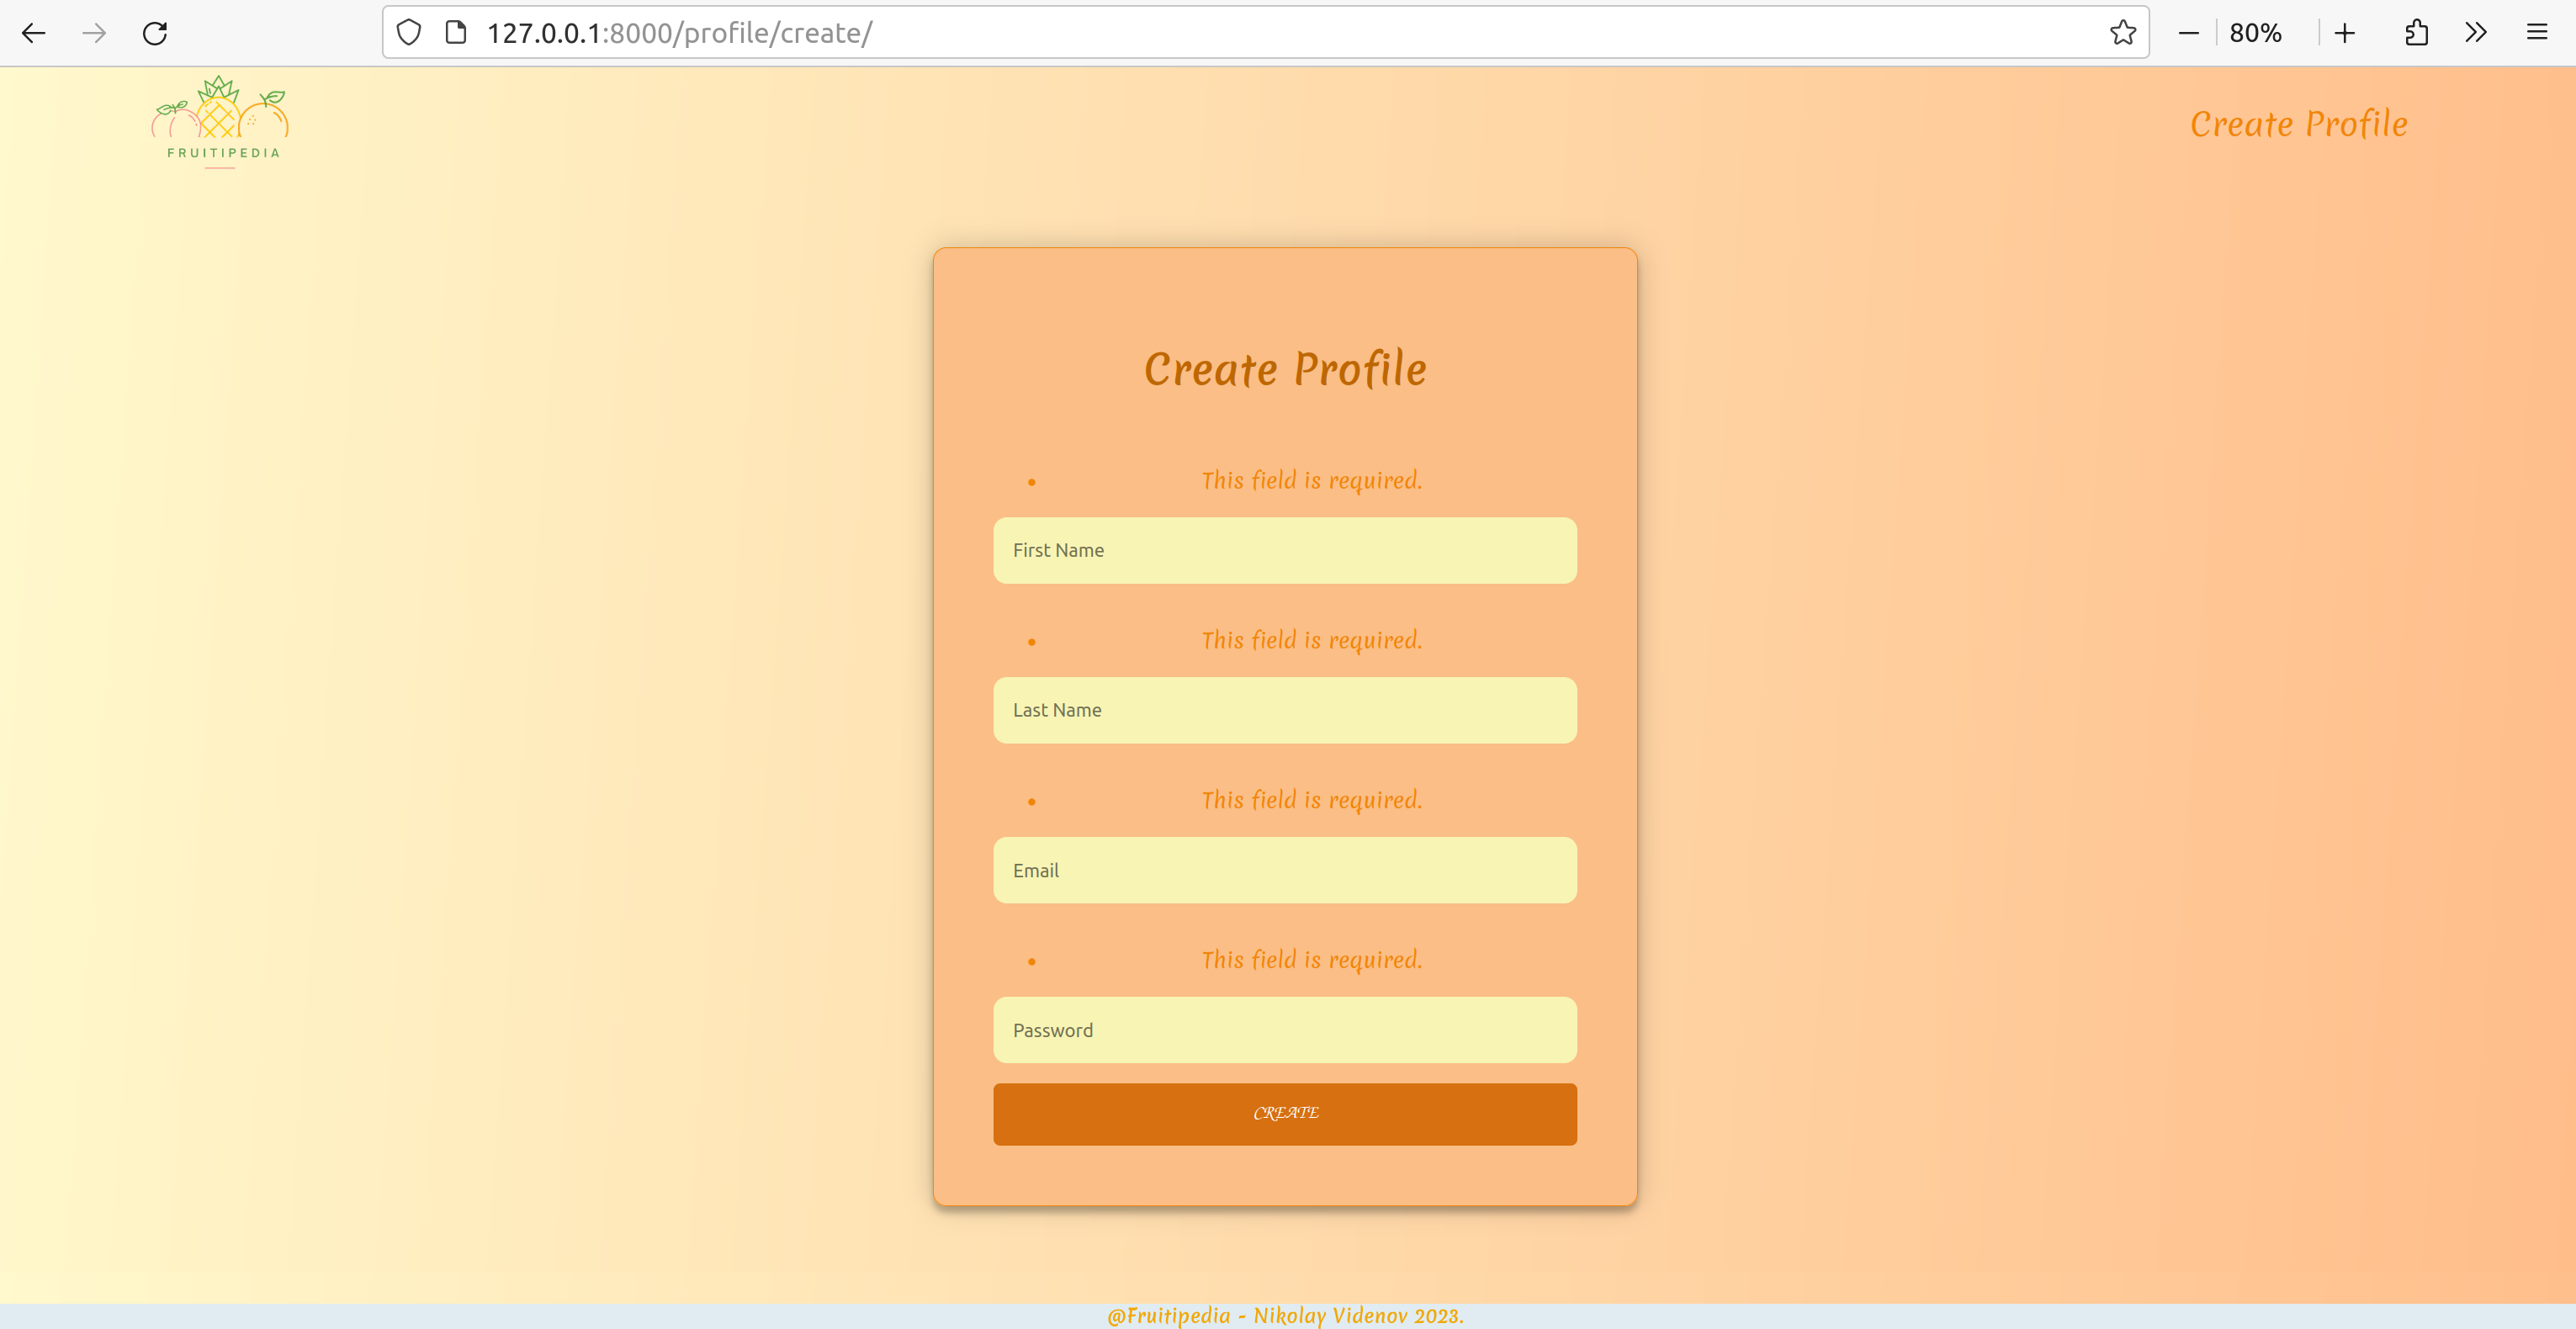 127.0.0.1:8000/profile/create/
80%
FRUITIPEDIA
Create Profile
Create Profile
• This field is required.
First Name
• This field is required.
Last Name
• This field is required.
Email
• This field is required.
Password
CREATE
@Fruitipedia - Nikolay Videnov 2023.